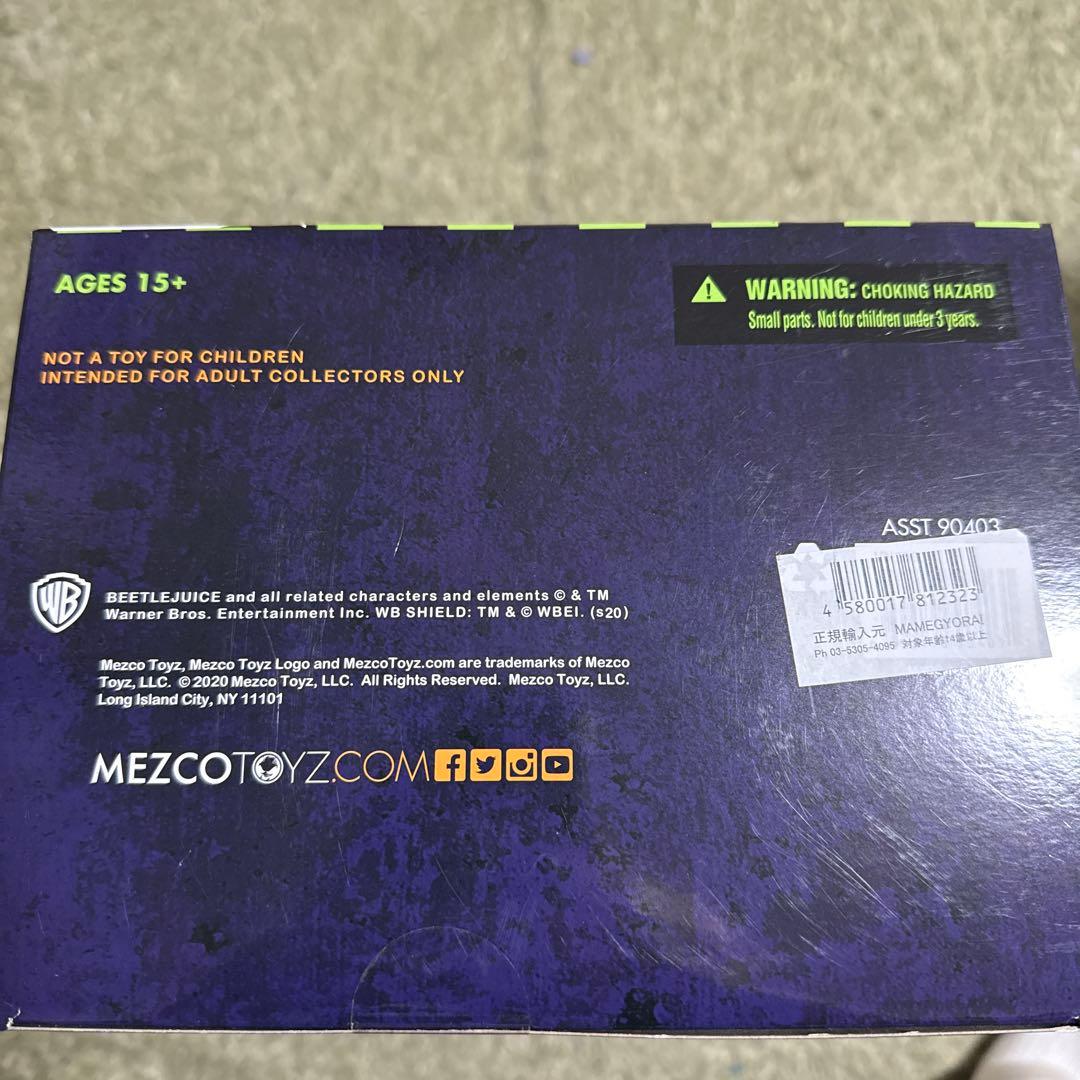 AGES 15+
WARNING: CHOKING HAZARD
Small parts. Not for children under 3 years.
NOT A TOY FOR CHILDREN
INTENDED FOR ADULT COLLECTORS ONLY
ASST 90403
4 580017 812323
正規輸入元 MAMEGYORAI
Ph 03-5305-4095 対象年齢14歳以上
WB
BEETLEJUICE and all related characters and elements © & TM
Warner Bros. Entertainment Inc. WB SHIELD: TM & © WBEI. (s20)
Mezco Toyz, Mezco Toyz Logo and MezcoToyz.com are trademarks of Mezco
Toyz, LLC. © 2020 Mezco Toyz, LLC. All Rights Reserved. Mezco Toyz, LLC.
Long Island City, NY 11101
MEZCOTOYZ.COM